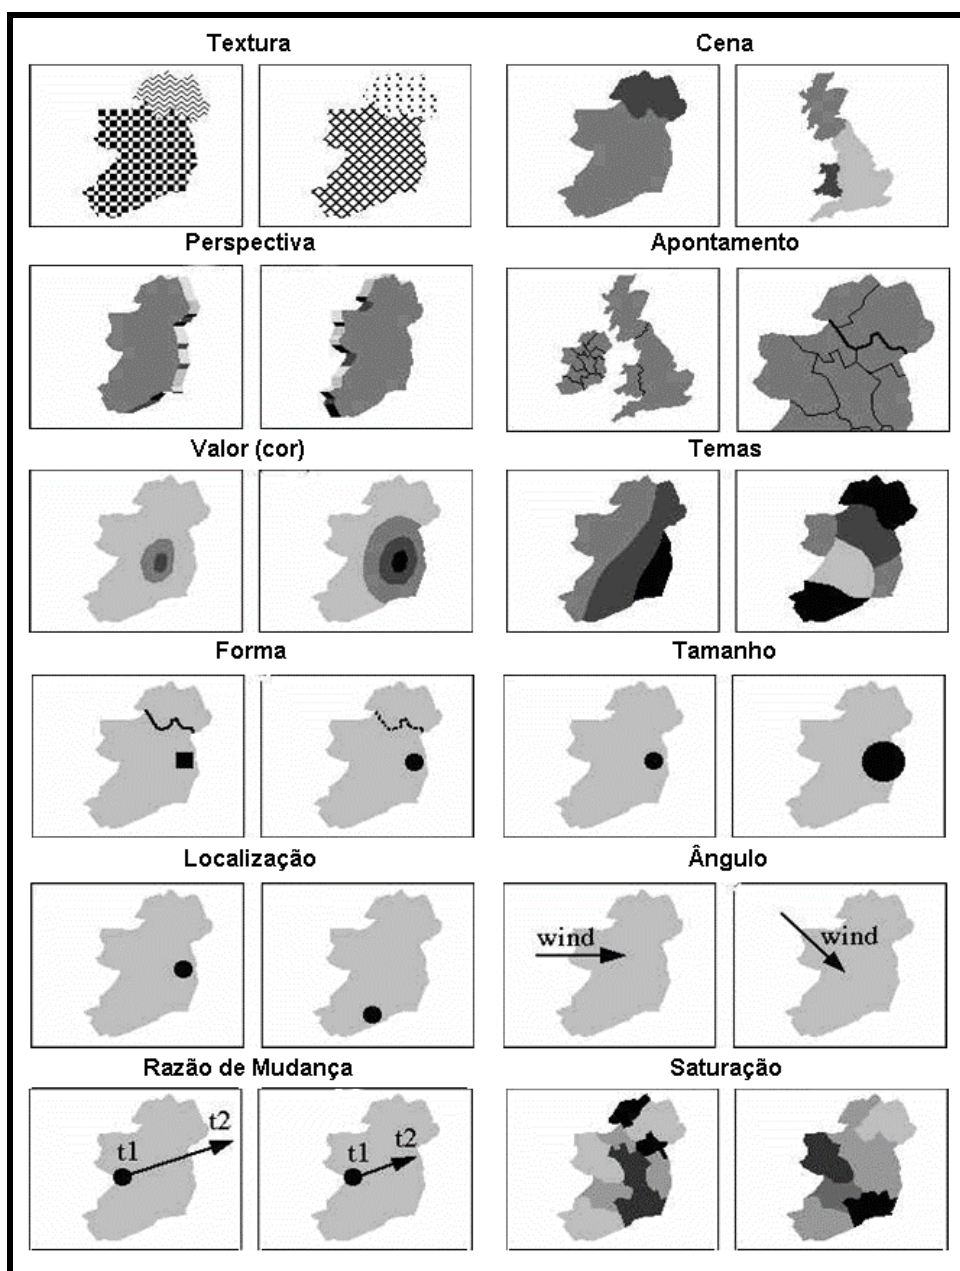 Textura
Cena
Perspectiva
Apontamento
Valor (cor)
Temas
Forma
Tamanho
Localização
Ângulo
wind
wind
Razão de Mudança
Saturação
t1
t2
t1
t2